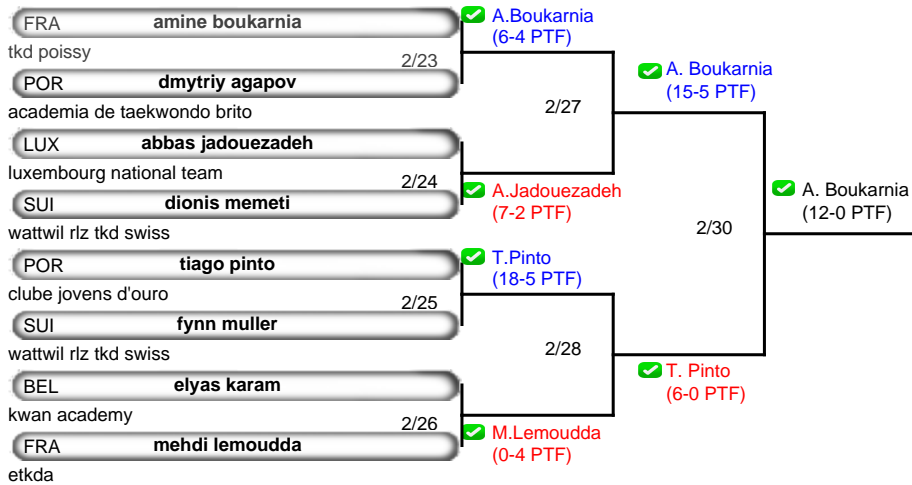 FRA amine boukarnia
tkd poissy
2/23
POR dmytriy agapov
academia de taekwondo brito
LUX abbas jadouezadeh
luxembourg national team
2/24
SUI dionis memeti
wattwil rlz tkd swiss
POR tiago pinto
clube jovens d'ouro
2/25
SUI fynn muller
wattwil rlz tkd swiss
BEL elyas karam
kwan academy
2/26
FRA mehdi lemoudda
etkda
A.Boukarnia
(6-4 PTF)
2/27
A.Jadouezadeh
(7-2 PTF)
T.Pinto
(18-5 PTF)
2/28
M.Lemoudda
(0-4 PTF)
A. Boukarnia
(15-5 PTF)
2/30
T. Pinto
(6-0 PTF)
A. Boukarnia
(12-0 PTF)